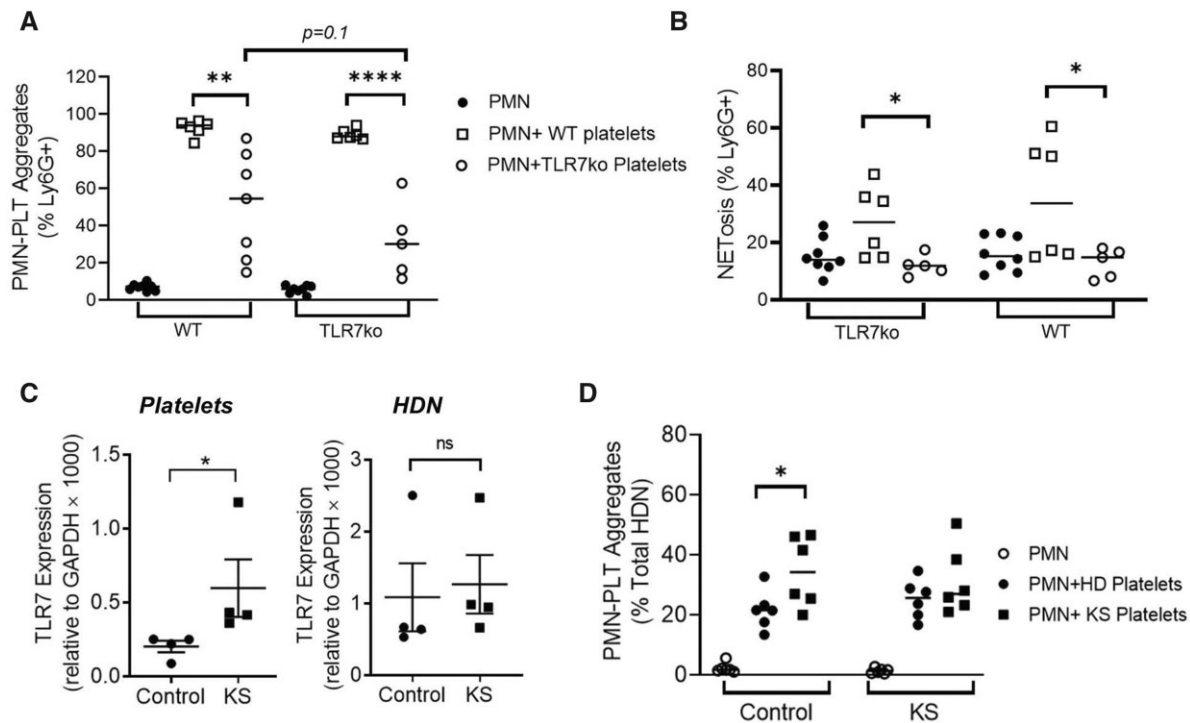 A
p=0.1
**
****
PMN-PLT Aggregates
(% Ly6G+)
120
100
80
60
40
20
0
WT
TLR7ko
PMN
PMN+ WT platelets
PMN+TLR7ko Platelets
B
NETosis (% Ly6G+)
80
60
40
20
0
*
*
TLR7ko
WT
C
Platelets
TLR7 Expression
(relative to GAPDH × 1000)
1.5
1.0
0.5
0.0
*
Control
KS
HDN
TLR7 Expression
(relative to GAPDH × 1000)
3
2
1
0
ns
Control
KS
D
PMN-PLT Aggregates
(% Total HDN)
80
60
40
20
0
*
Control
KS
PMN
PMN+HD Platelets
PMN+ KS Platelets